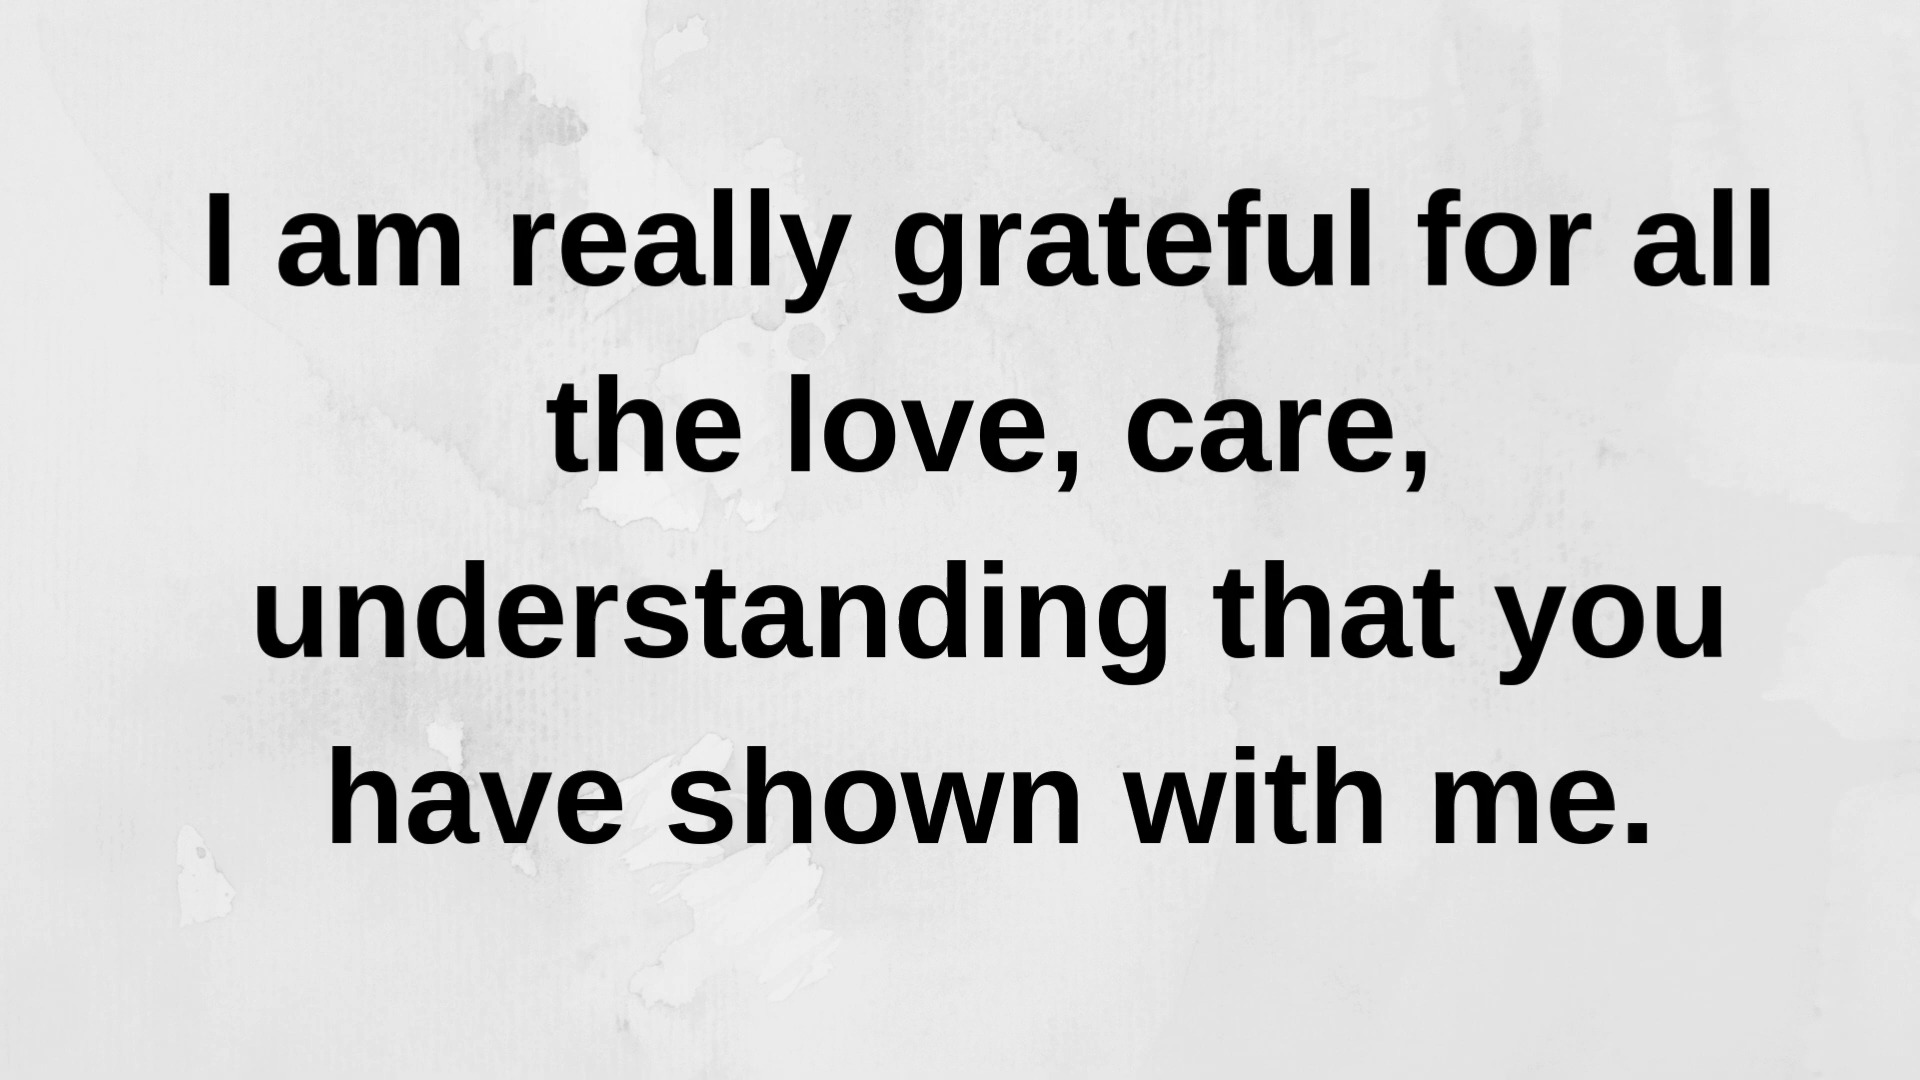 I am really grateful for all
the love, care,
understanding that you
have shown with me.